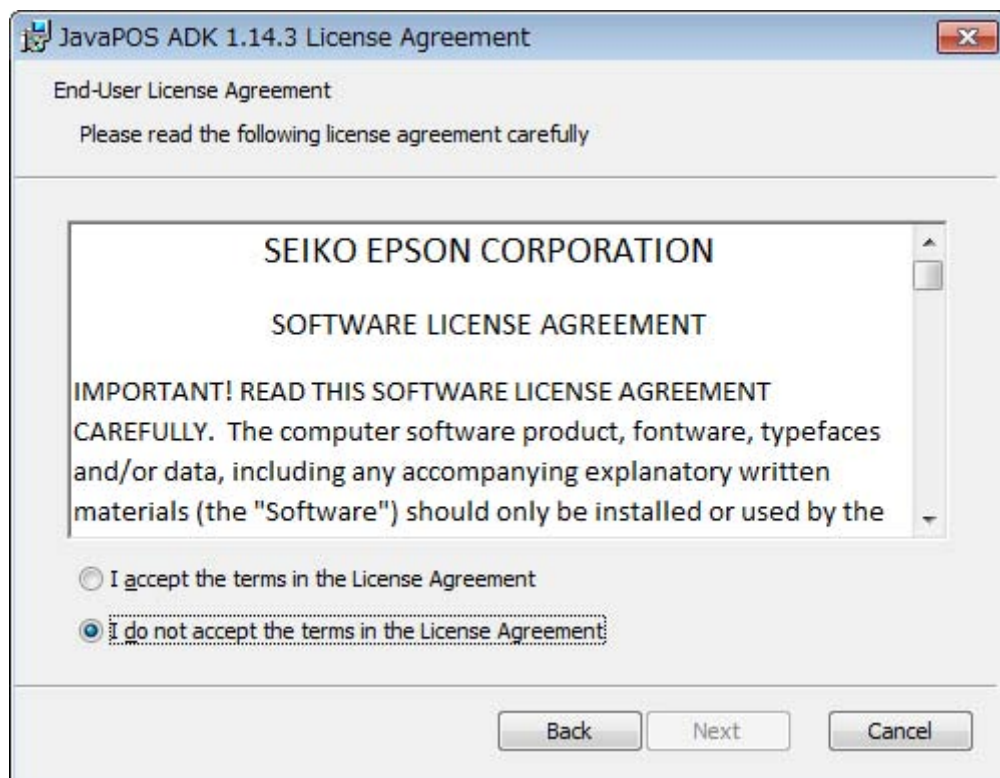 JavaPOS ADK 1.14.3 License Agreement
End-User License Agreement
Please read the following license agreement carefully
SEIKO EPSON CORPORATION
SOFTWARE LICENSE AGREEMENT
IMPORTANT! READ THIS SOFTWARE LICENSE AGREEMENT
CAREFULLY.  The computer software product, fontware, typefaces
and/or data, including any accompanying explanatory written
materials (the "Software") should only be installed or used by the
I accept the terms in the License Agreement
I do not accept the terms in the License Agreement
Back Next Cancel